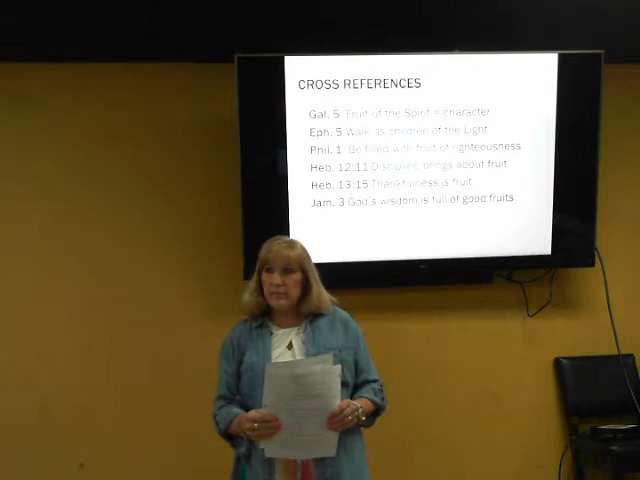 CROSS REFERENCES
Gal. 5 Fruit of the Spirit = character
Eph. 5 Walk as children of the Light
Phil. 1 Be filled with fruit of righteousness
Heb. 12:11 Discipline brings about fruit
Heb. 13:15 Thankfulness is fruit
Jam. 3 God's wisdom is full of good fruits